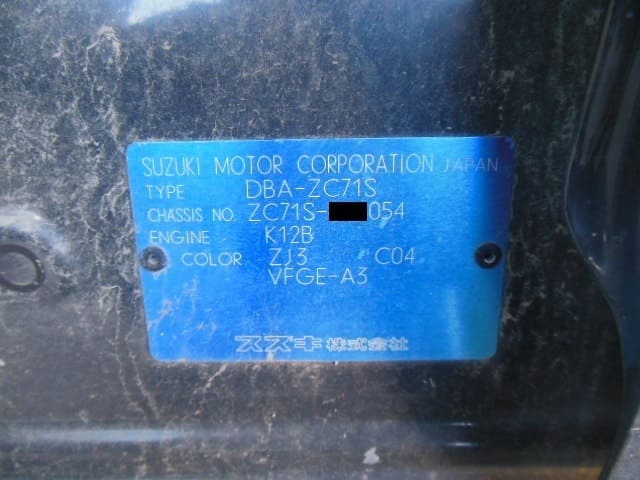 SUZUKI MOTOR CORPORATION JAPAN
TYPE DBA-ZC71S
CHASSIS NO. ZC71S-054
ENGINE K12B
COLOR ZJ3 C04
VFGE-A3
スズキ株式会社